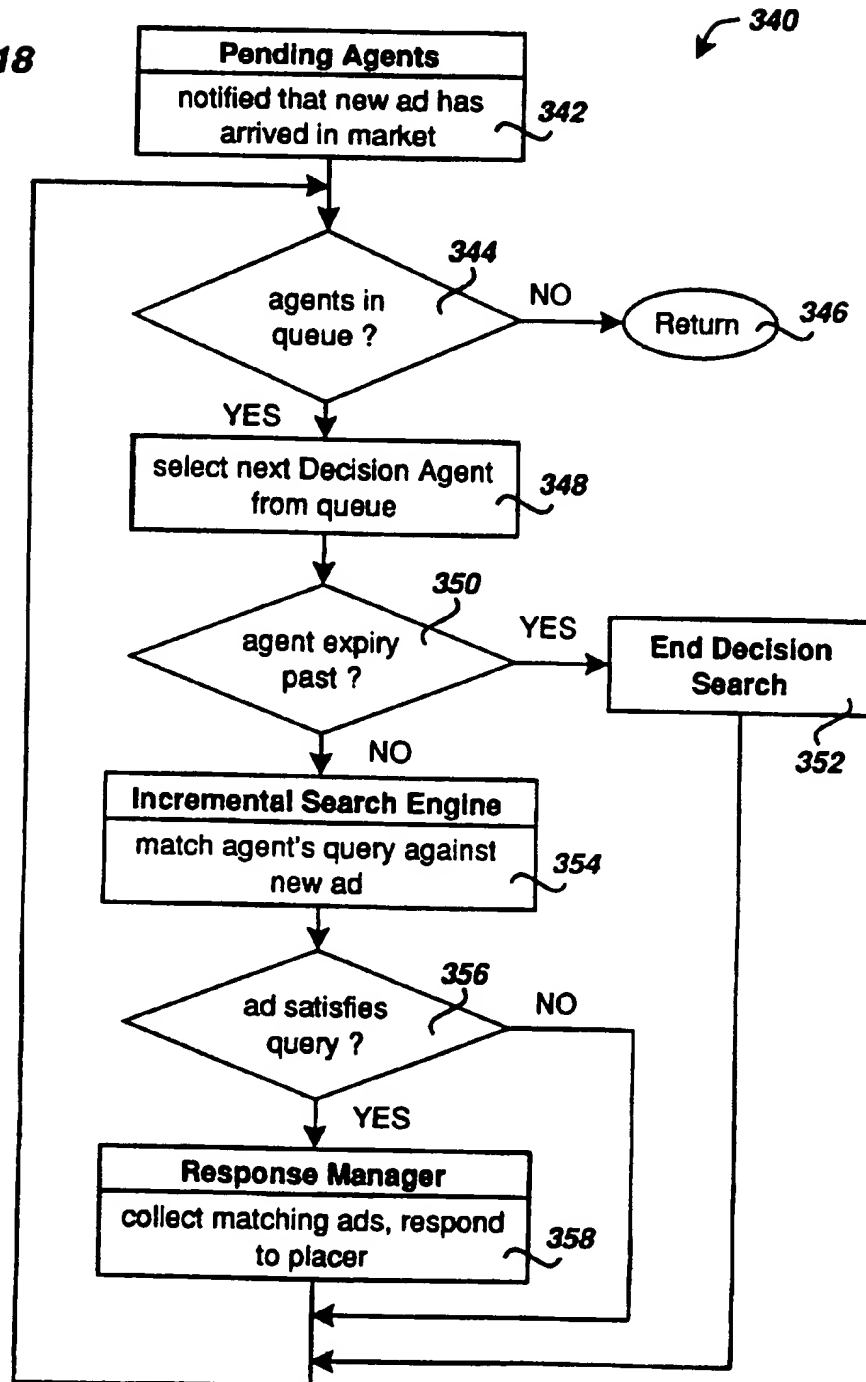 18
340
Pending Agents
notified that new ad has
arrived in market
342
344
agents in
queue ?
NO
Return
346
YES
select next Decision Agent
from queue
348
350
agent expiry
past ?
YES
End Decision
Search
352
NO
Incremental Search Engine
match agent's query against
new ad
354
356
ad satisfies
query ?
NO
YES
Response Manager
collect matching ads, respond
to placer
358